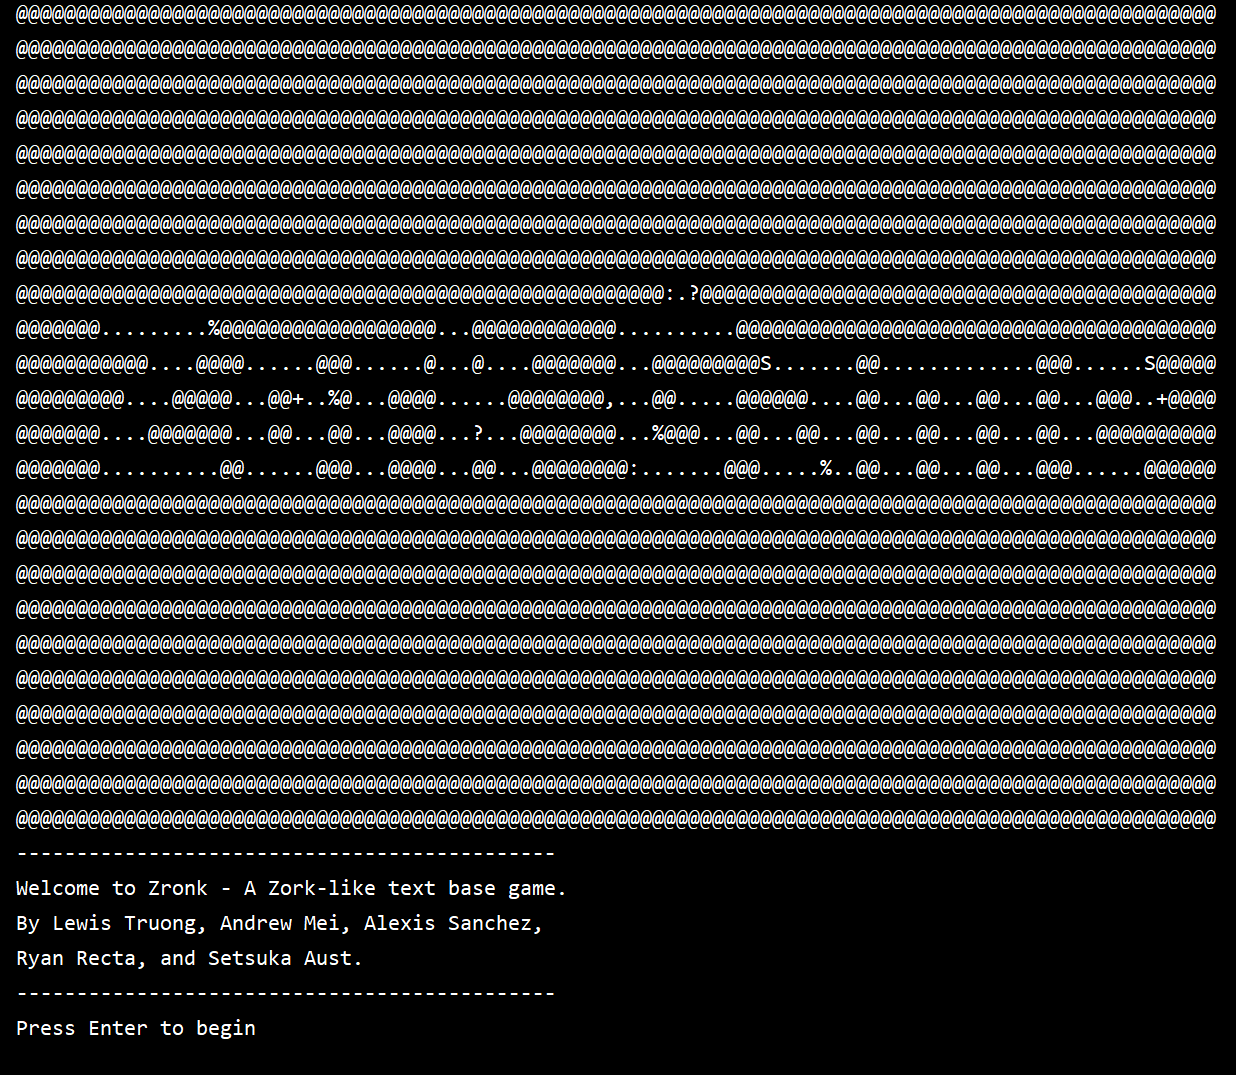 Welcome to Zronk - A Zork-like text base game.
By Lewis Truong, Andrew Mei, Alexis Sanchez,
Ryan Recta, and Setsuka Aust.
Press Enter to begin